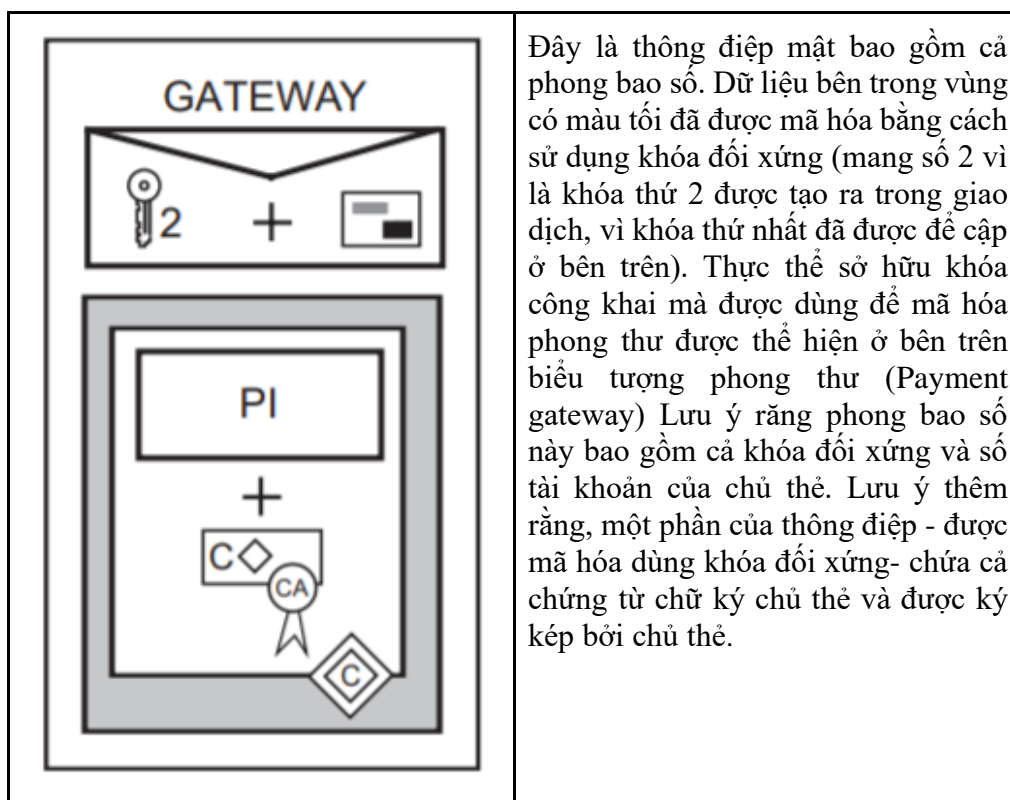 GATEWAY
2
+
PI
+
C
CA
C
Đây là thông điệp mật bao gồm cả
phong bao số. Dữ liệu bên trong vùng
có màu tối đã được mã hóa bằng cách
sử dụng khóa đối xứng (mang số 2 vì
là khóa thứ 2 được tạo ra trong giao
dịch, vì khóa thứ nhất đã được để cập
ở bên trên). Thực thể sở hữu khóa
công khai mà được dùng để mã hóa
phong thư được thể hiện ở bên trên
biểu tượng phong thư (Payment
gateway) Lưu ý răng phong bao số
này bao gồm cả khóa đối xứng và số
tài khoản của chủ thẻ. Lưu ý thêm
rằng, một phần của thông điệp - được
mã hóa dùng khóa đối xứng- chứa cả
chứng từ chữ ký chủ thẻ và được ký
kép bởi chủ thẻ.